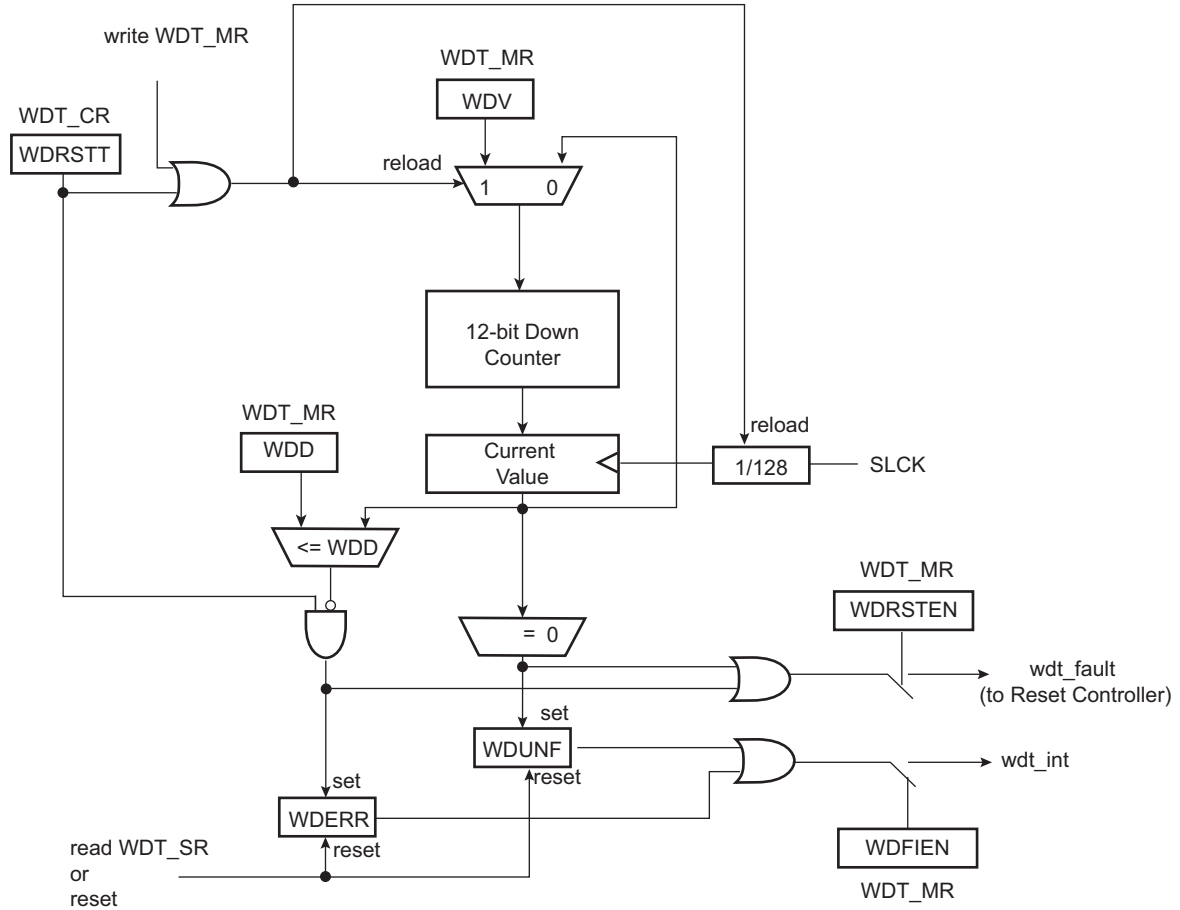 write WDT_MR
WDT_MR
WDV
WDT_CR
WDRSTT
reload
1 0
12-bit Down
Counter
WDT_MR
WDD
reload
Current
Value
1/128
SLCK
<= WDD
WDT_MR
WDRSTEN
= 0
wdt_fault
(to Reset Controller)
set
WDUNF
reset
wdt_int
set
WDERR
reset
read WDT_SR
or
reset
WDFIEN
WDT_MR